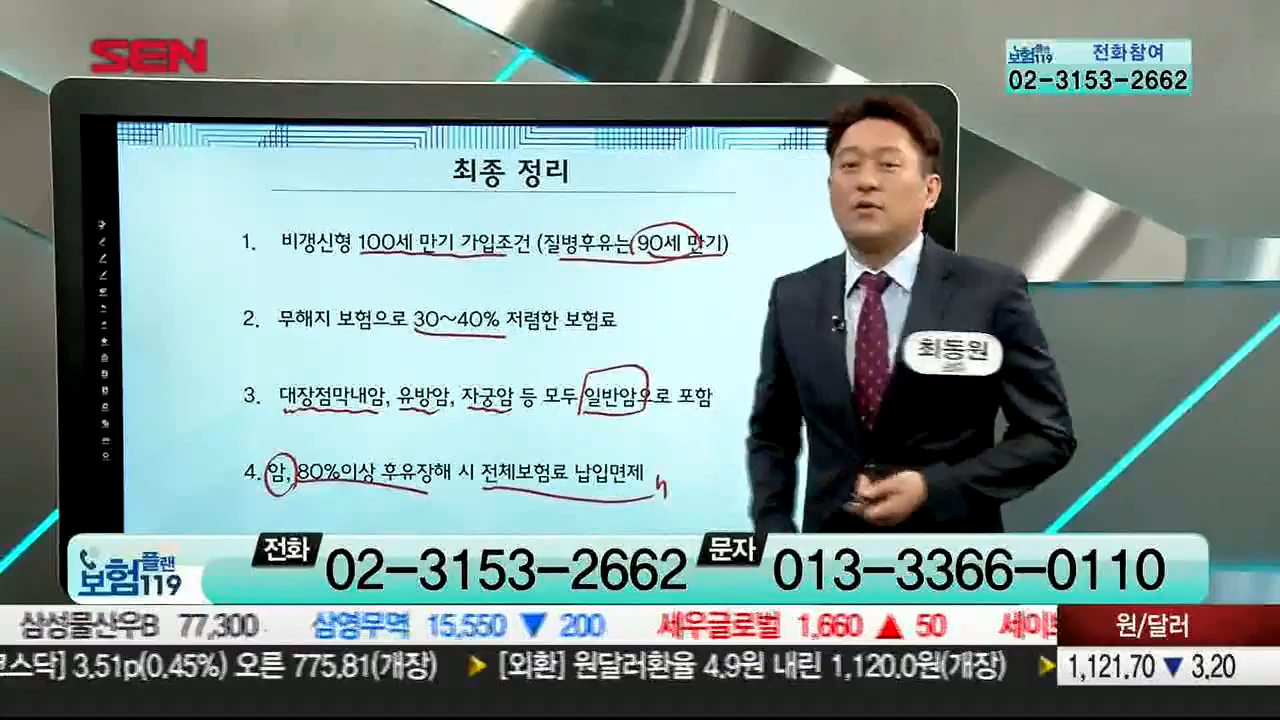 SEN
보험플랜119
전화참여
02-3153-2662
최종 정리
1. 비갱신형 100세 만기 가입조건 (질병후유는 90세 만기)
2. 무해지 보험으로 30~40% 저렴한 보험료
3. 대장점막내암, 유방암, 자궁암 등 모두 일반암으로 포함
4. 암, 80%이상 후유장해 시 전체보험료 납입면제
최동원
보험플랜119
전화 02-3153-2662 문자 013-3366-0110
삼성물산우B 77,300 삼영무역 15,550 ▼ 200 세우글로벌 1,660 ▲ 50 세이브
원/달러
코스닥] 3.51p(0.45%) 오른 775.81(개장) ▶ [외환] 원달러환율 4.9원 내린 1,120.0원(개장) ▶
1,121.70 ▼ 3.20